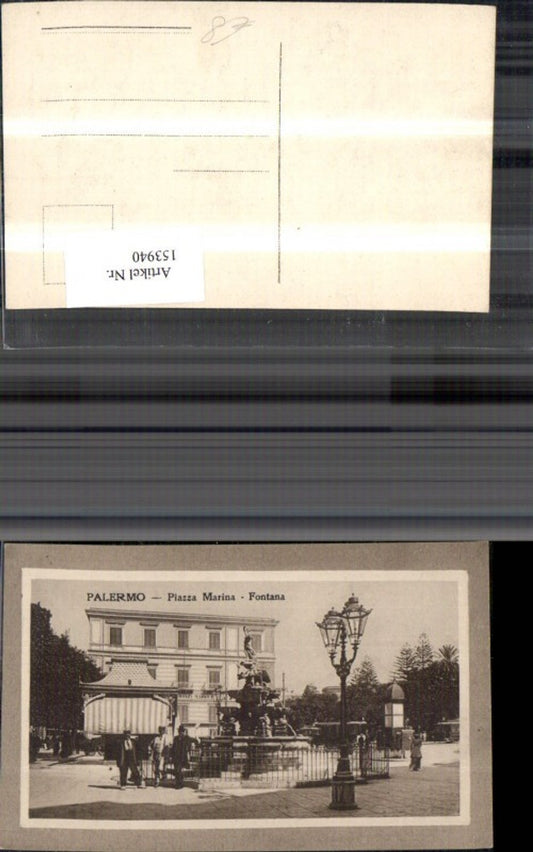 87
Artikel Nr.
153940
PALERMO — Piazza Marina - Fontana